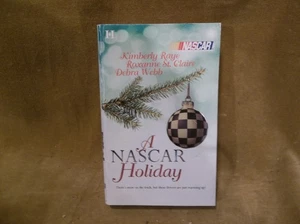 NASCAR
Kimberly Raye
Roxanne St. Claire
Debra Webb
A
NASCAR
Holiday